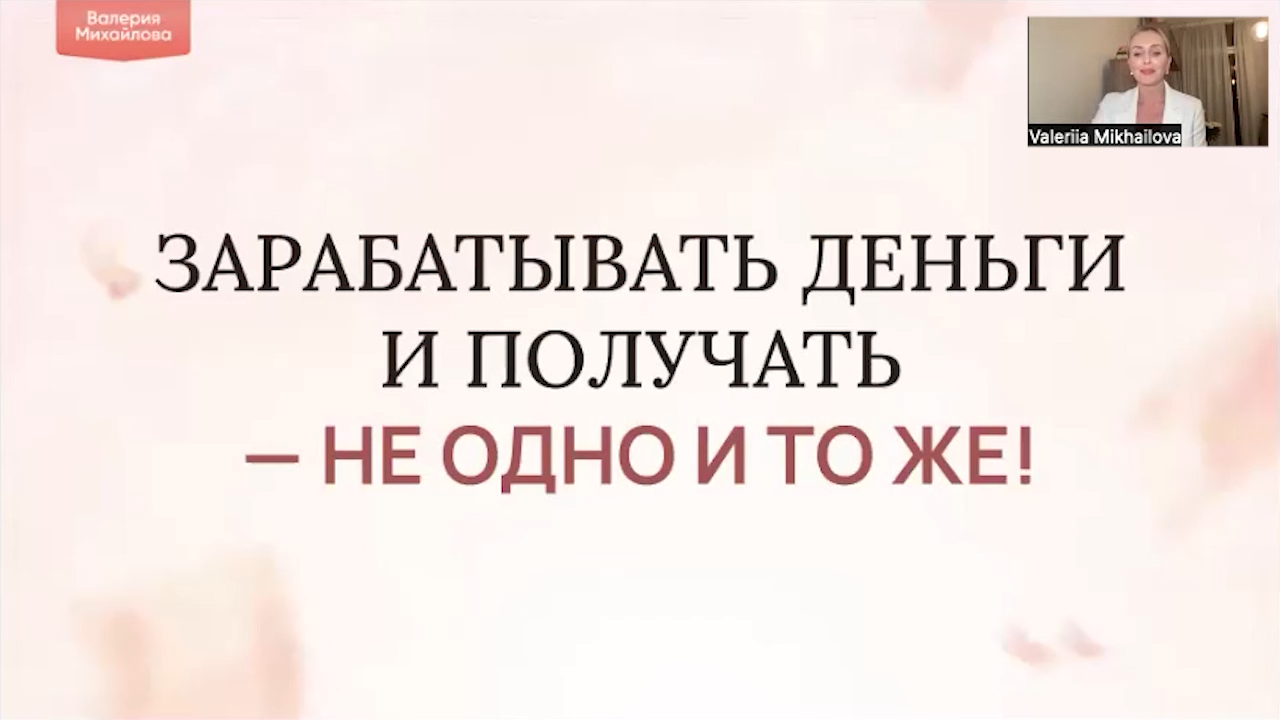 Валерия
Михайлова
Valeriia Mikhailova
ЗАРАБАТЫВАТЬ ДЕНЬГИ
И ПОЛУЧАТЬ
— НЕ ОДНО И ТО ЖЕ!